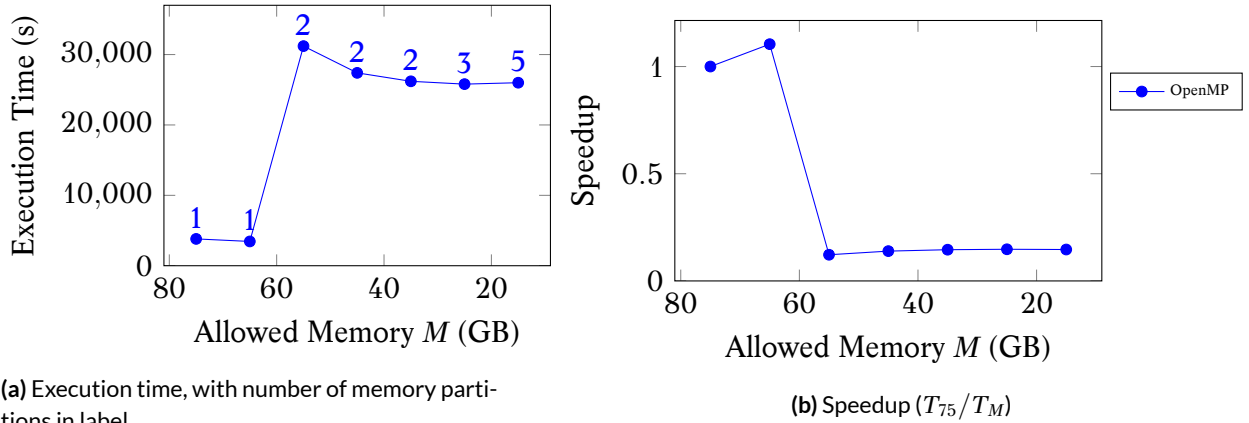 Execution Time (s)
30,000
20,000
10,000
0
1
1
2
2
2
3
5
80
60
40
20
Allowed Memory M (GB)
(a) Execution time, with number of memory parti-
tions in label
Speedup
1
0.5
0
80
60
40
20
Allowed Memory M (GB)
OpenMP
(b) Speedup (T75/TM)